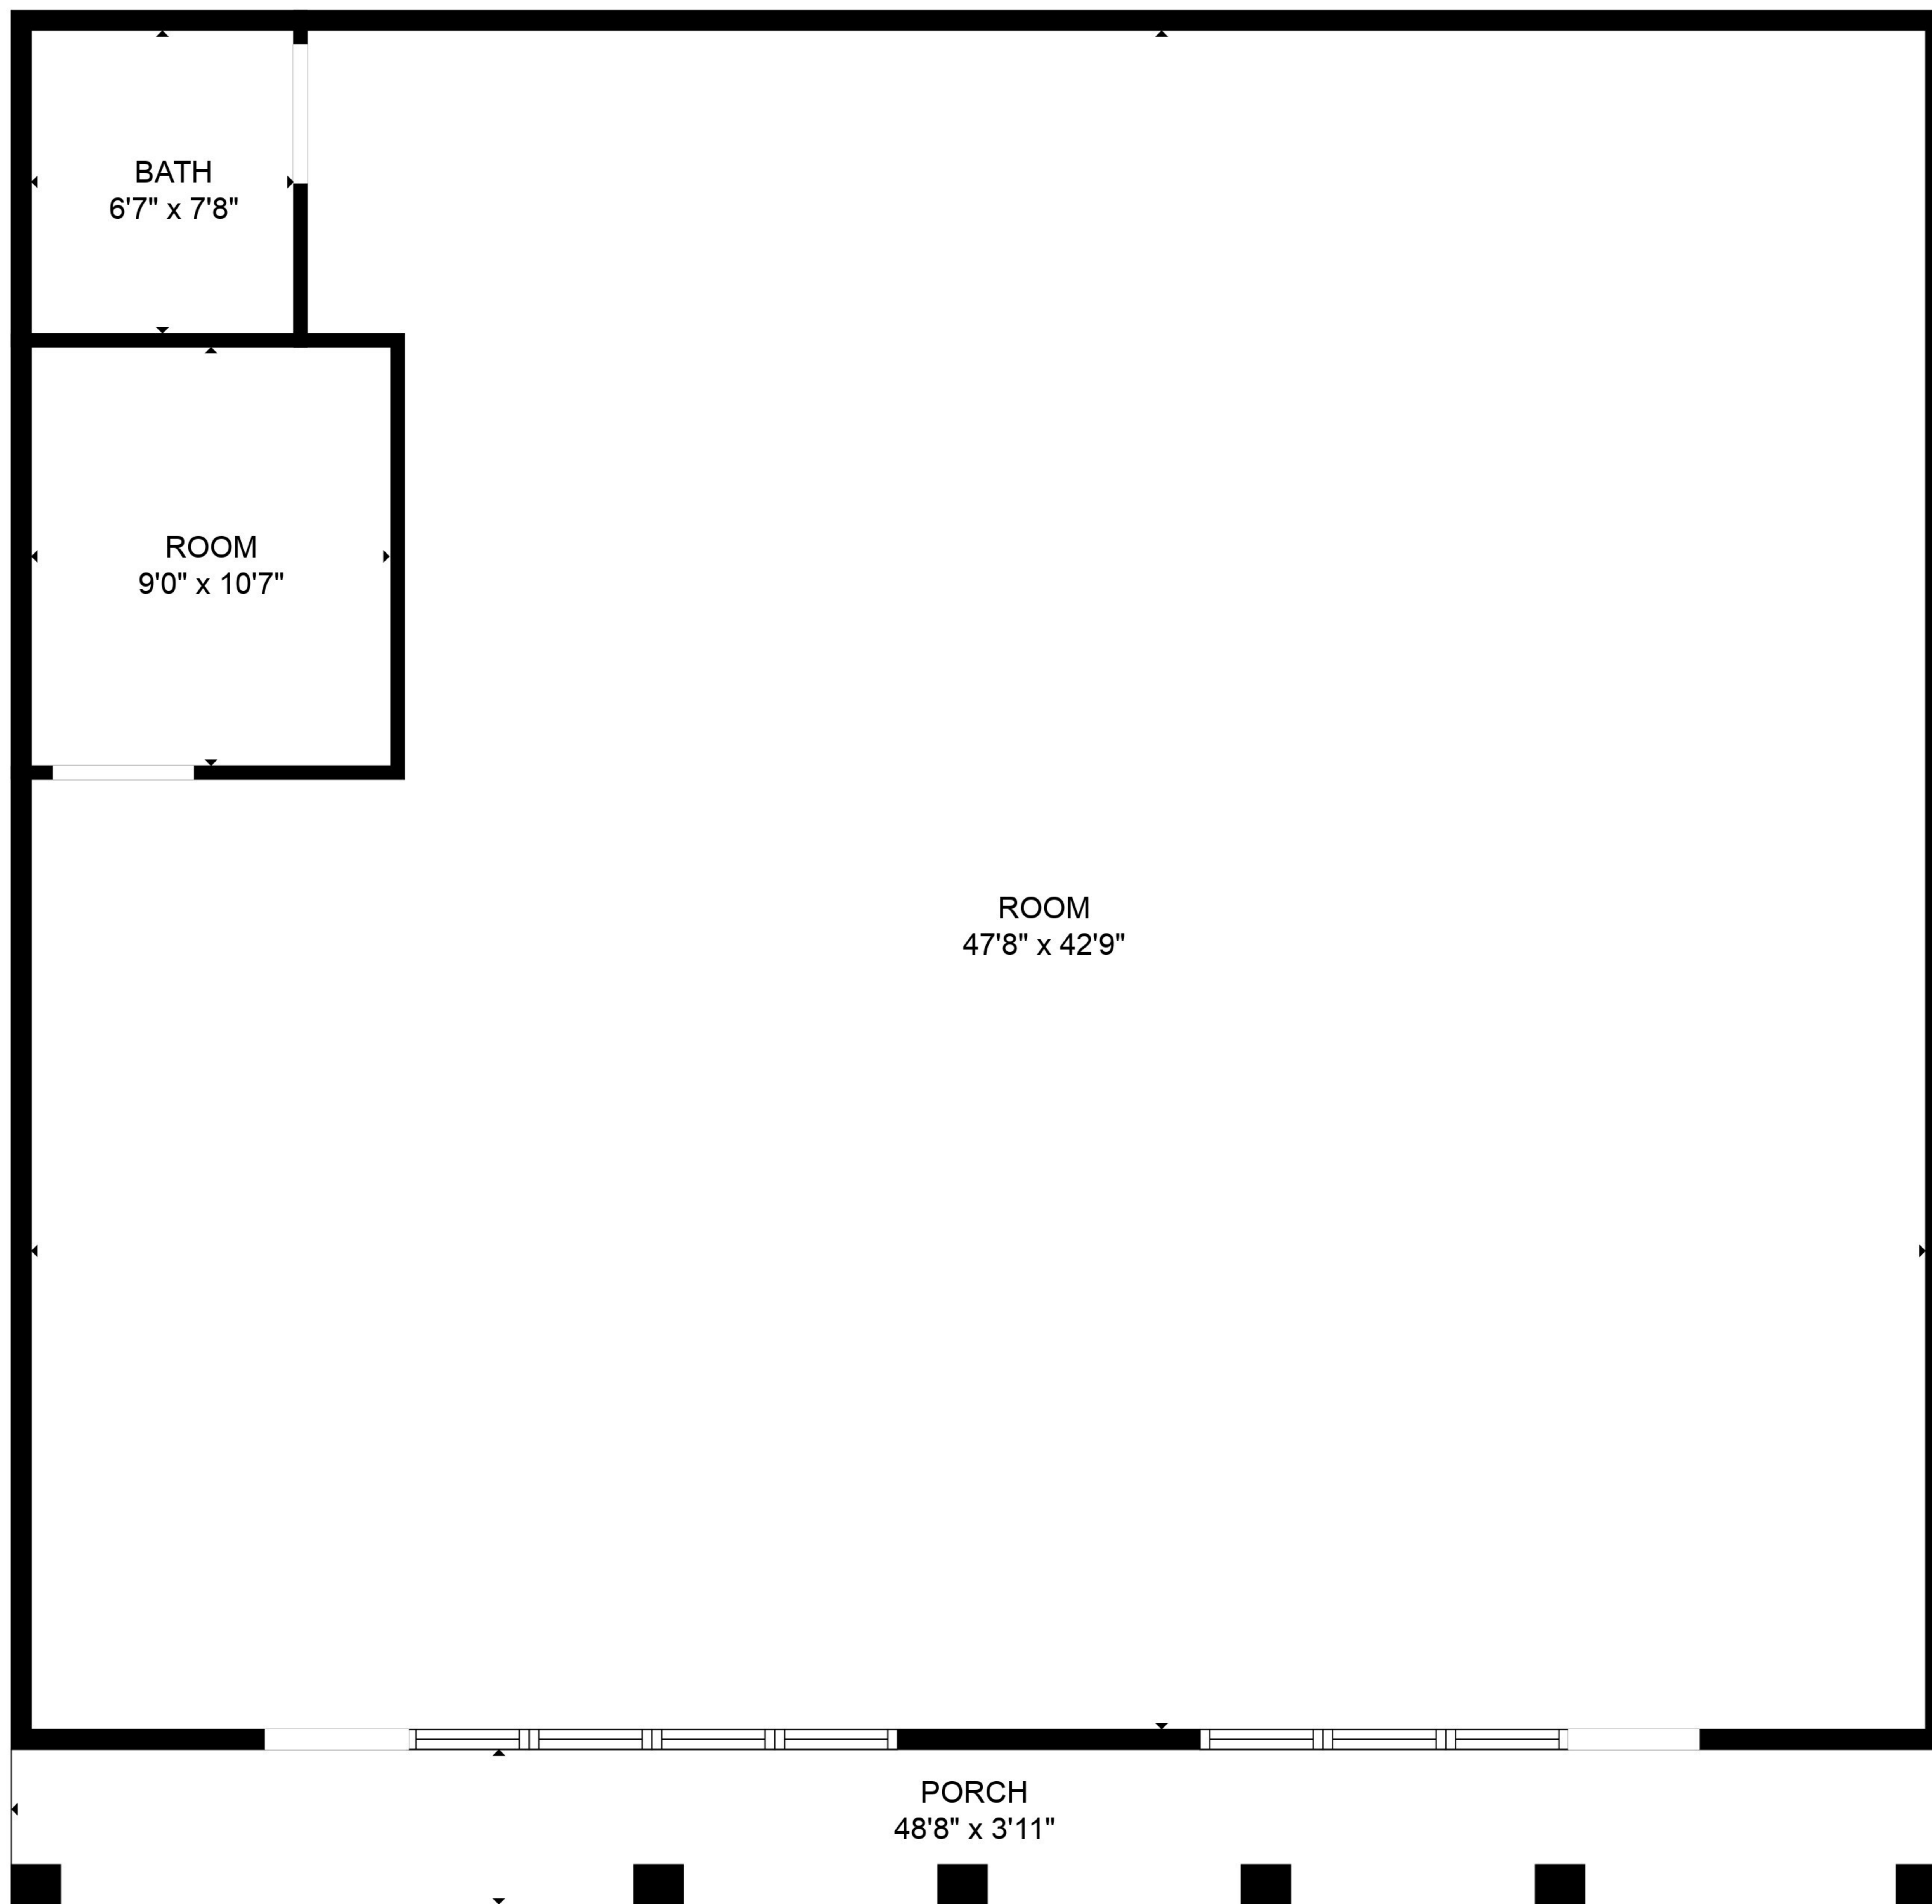 BATH
6'7" x 7'8"
ROOM
9'0" x 10'7"
ROOM
47'8" x 42'9"
PORCH
48'8" x 3'11"